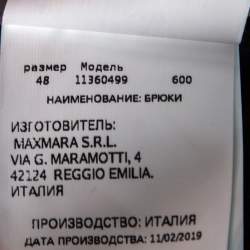 размер Модель
48 11360499 600
НАИМЕНОВАНИЕ: БРЮКИ
ИЗГОТОВИТЕЛЬ:
MAXMARA S.R.L.
VIA G. MARAMOTTI, 4
42124 REGGIO EMILIA.
ИТАЛИЯ
ПРОИЗВОДСТВО: ИТАЛИЯ
ДАТА ПРОИЗВОДСТВА: 11/02/2019